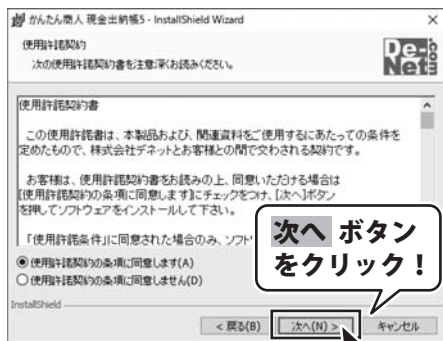 かんたん商人 現金出納帳5 - InstallShield Wizard
使用許諾契約
次の使用許諾契約書を注意深くお読みください。
De-Net
使用許諾契約書
この使用許諾書は、本製品および、関連資料をご使用するにあたっての条件を
定めたもので、株式会社デネットとお客様との間で交わされる契約です。
お客様は、使用許諾契約書をお読みの上、同意いただける場合は
[使用許諾契約の条項に同意します]にチェックをつけ、[次へ]ボタン
を押してソフトウェアをインストールして下さい。
「使用許諾条件」に同意された場合のみ、ソフト
次へ ボタン
をクリック！
使用許諾契約の条項に同意します(A)
使用許諾契約の条項に同意しません(D)
InstallShield
< 戻る(B)
次へ(N) >
キャンセル